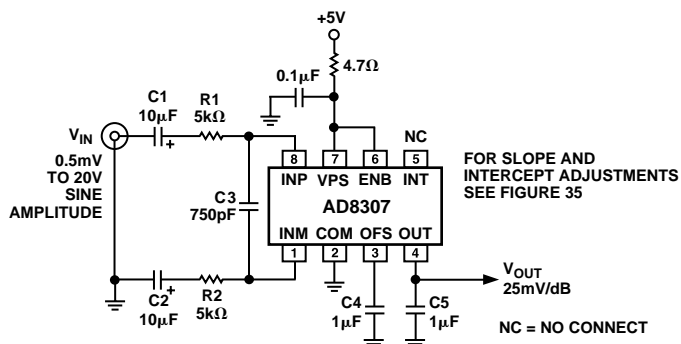 +5V
4.7Ω
0.1μF
C1
10μF
R1
5kΩ
VIN
0.5mV
TO 20V
SINE
AMPLITUDE
C3
750pF
NC
8
7
6
5
INP
VPS
ENB
INT
AD8307
INM
COM
OFS
OUT
1
2
3
4
FOR SLOPE AND
INTERCEPT ADJUSTMENTS
SEE FIGURE 35
VOUT
25mV/dB
C2
10μF
R2
5kΩ
C4
1μF
C5
1μF
NC = NO CONNECT